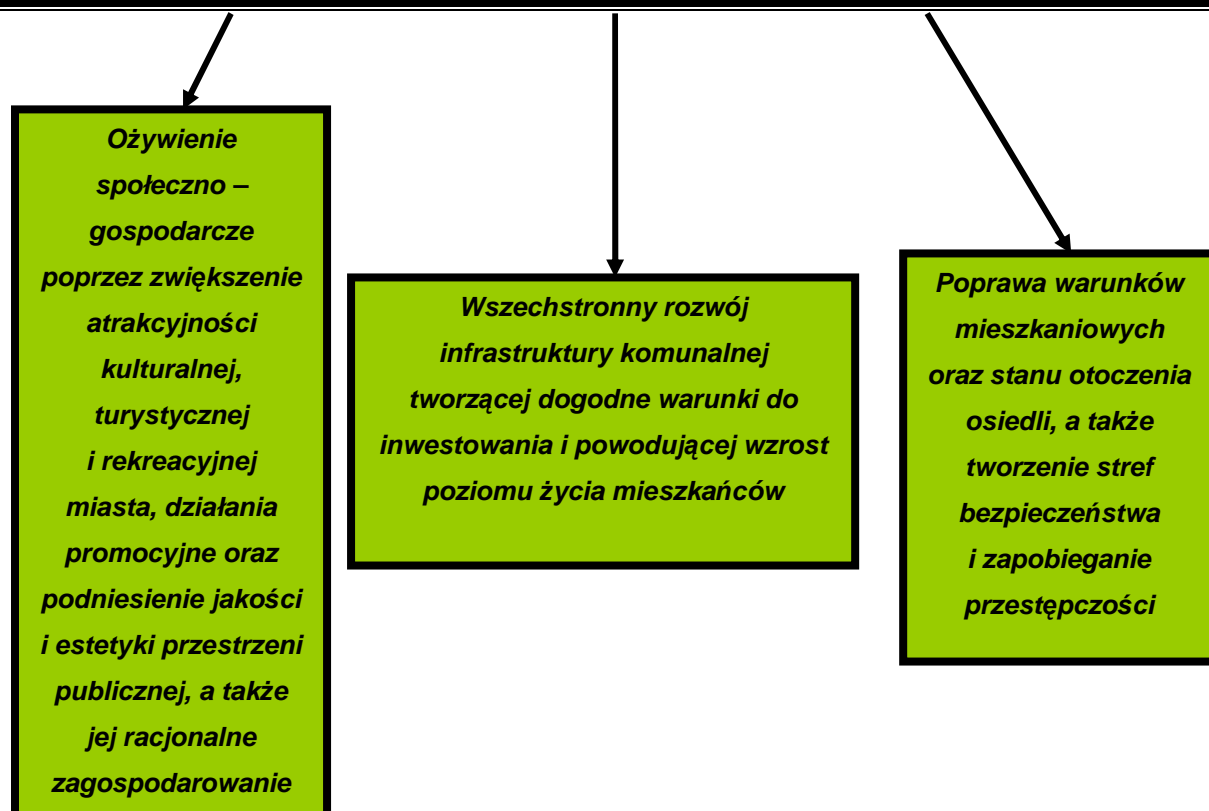 Ożywienie
społeczno –
gospodarcze
poprzez zwiększenie
atrakcyjności
kulturalnej,
turystycznej
i rekreacyjnej
miasta, działania
promocyjne oraz
podniesienie jakości
i estetyki przestrzeni
publicznej, a także
jej racjonalne
zagospodarowanie
Wszechstronny rozwój
infrastruktury komunalnej
tworzącej dogodne warunki do
inwestowania i powodującej wzrost
poziomu życia mieszkańców
Poprawa warunków
mieszkaniowych
oraz stanu otoczenia
osiedli, a także
tworzenie stref
bezpieczeństwa
i zapobieganie
przestępczości